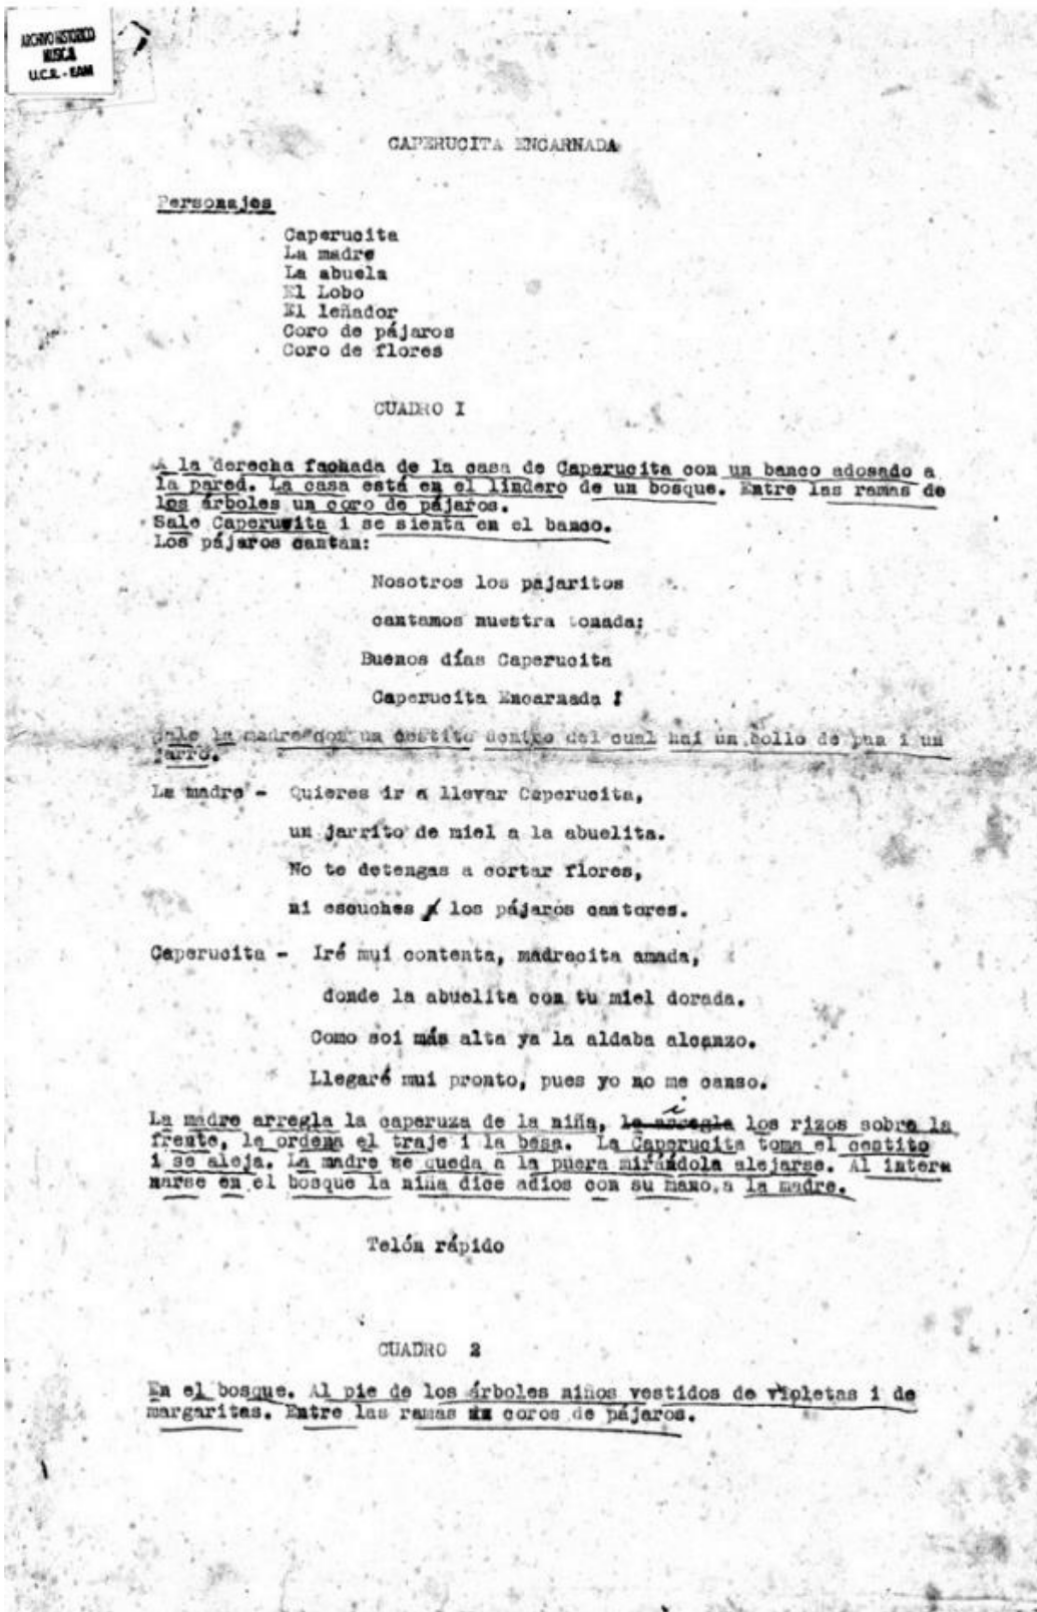 ARCHIVO HISTORICO
MUSICA
U.C.R. - EAM
CAPERUCITA ENCARNADA
Personajes
Caperucita
La madre
La abuela
El Lobo
El leñador
Coro de pájaros
Coro de flores
CUADRO I
A la derecha fachada de la casa de Caperucita con un banco adosado a
la pared. La casa está en el lindero de un bosque. Entre las ramas de
los árboles un coro de pájaros.
Sale Caperucita i se sienta en el banco.
Los pájaros cantan:
Nosotros los pajaritos
cantamos nuestra tonada;
Buenos días Caperucita
Caperucita Encarnada !
Sale la madre con un cestito dentro del cual hai un bollo de pan i un
jarro.
La madre - Quieres ir a llevar Caperucita,
un jarrito de miel a la abuelita.
No te detengas a cortar flores,
ni escuches a los pájaros cantores.
Caperucita - Iré mui contenta, madrecita amada,
donde la abuelita con tu miel dorada.
Como soi más alta ya la aldaba alcanzo.
Llegaré mui pronto, pues yo no me canso.
La madre arregla la caperuza de la niña, le arregla i los rizos sobre la
frente, le ordena el traje i la besa. La Caperucita toma el cestito
i se aleja. La madre se queda a la puera mirándola alejarse. Al intern
narse en el bosque la niña dice adios con su mano,a la madre.
Telón rápido
CUADRO 2
En el bosque. Al pie de los árboles niños vestidos de violetas i de
margaritas. Entre las ramas coros de pájaros.